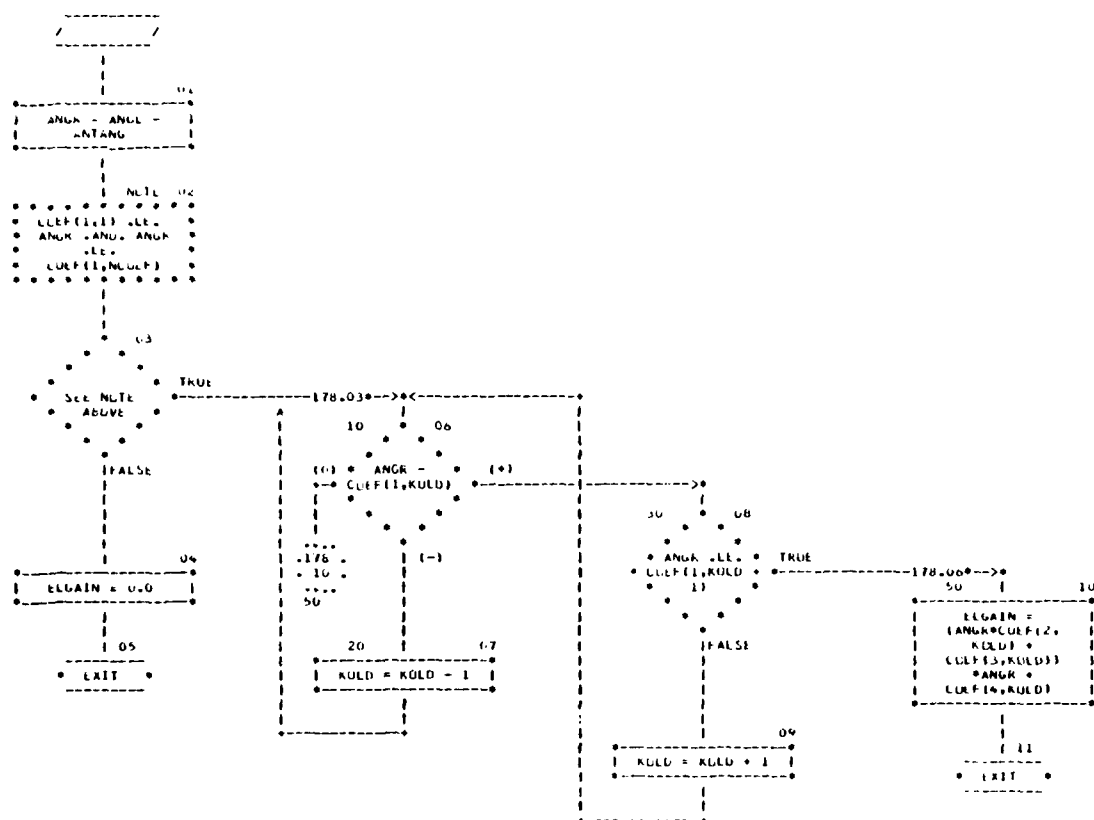 01
ANGR = ANGL -
ANTANG
NOTE 02
COEF(1,1) .LE.
ANGR .AND. ANGR
.LE.
COEF(1,NCOEF)
03
SEE NOTE
ABOVE
TRUE
FALSE
04
ELGAIN = 0.0
05
EXIT
178.03
10 06
ANGR -
COEF(1,KOLD)
(0)
(+)
(-)
178
10
50
20 07
KOLD = KOLD - 1
30 08
ANGR .LE.
COEF(1,KOLD +
1)
TRUE
FALSE
09
KOLD = KOLD + 1
178.06
50 10
ELGAIN =
(ANGR*COEF(2,
KOLD) +
COEF(3,KOLD))
*ANGR +
COEF(4,KOLD)
11
EXIT